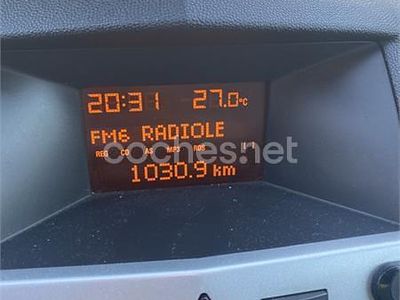 20:31 27.0°C
FM6 RADIOLE
REG CD AS MP3 RDS [ ]
coches.net
1030.9 km